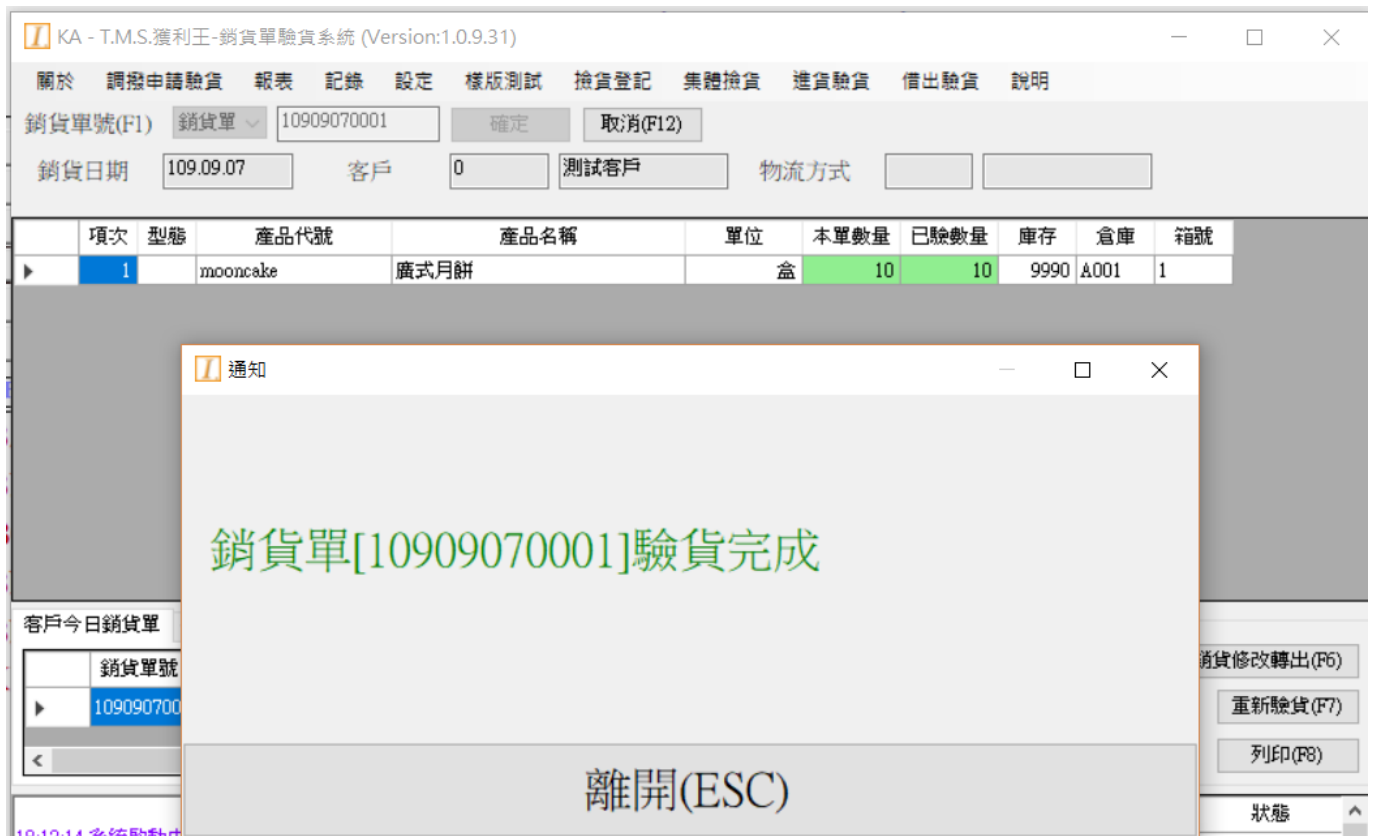 KA - T.M.S.獲利王-銷貨單驗貨系統 (Version:1.0.9.31)
關於 調撥申請驗貨 報表 記錄 設定 樣版測試 撿貨登記 集體撿貨 進貨驗貨 借出驗貨 說明
銷貨單號(F1) 銷貨單 10909070001 確定 取消(F12)
銷貨日期 109.09.07 客戶 0 測試客戶 物流方式
項次 型態 產品代號 產品名稱 單位 本單數量 已驗數量 庫存 倉庫 箱號
1 mooncake 廣式月餅 盒 10 10 9990 A001 1
通知
銷貨單[10909070001]驗貨完成
客戶今日銷貨單
銷貨單號
銷貨修改轉出(F6)
109090700
重新驗貨(F7)
列印(F8)
離開(ESC)
狀態